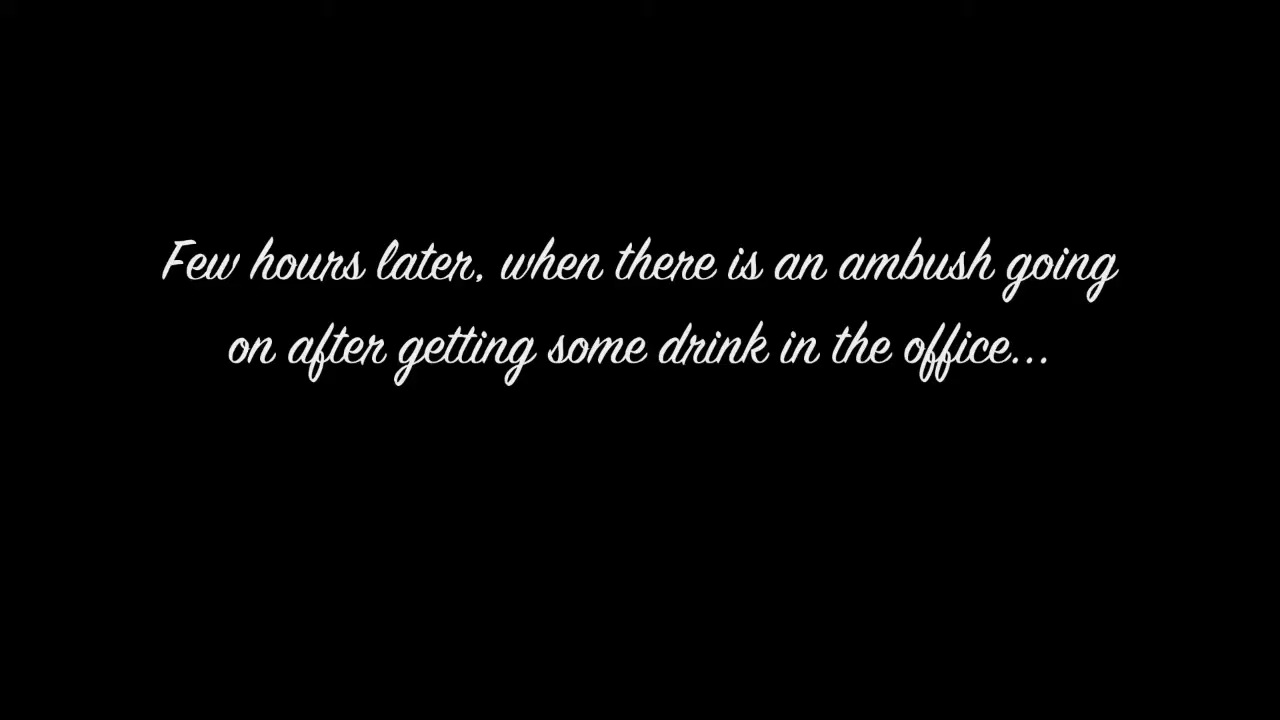 Few hours later, when there is an ambush going
on after getting some drink in the office...